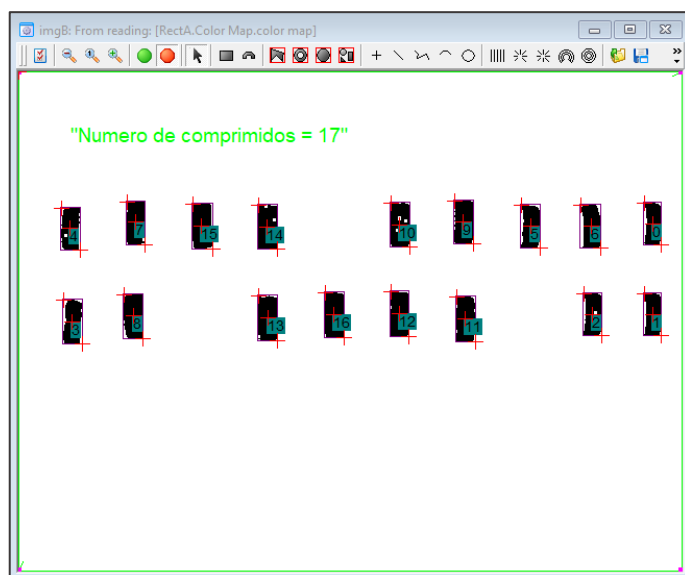 imgB: From reading: [RectA.Color Map.color map]
"Numero de comprimidos = 17"
4 7 15 14 10 9 5 6 0
3 8 13 16 12 11 2 1